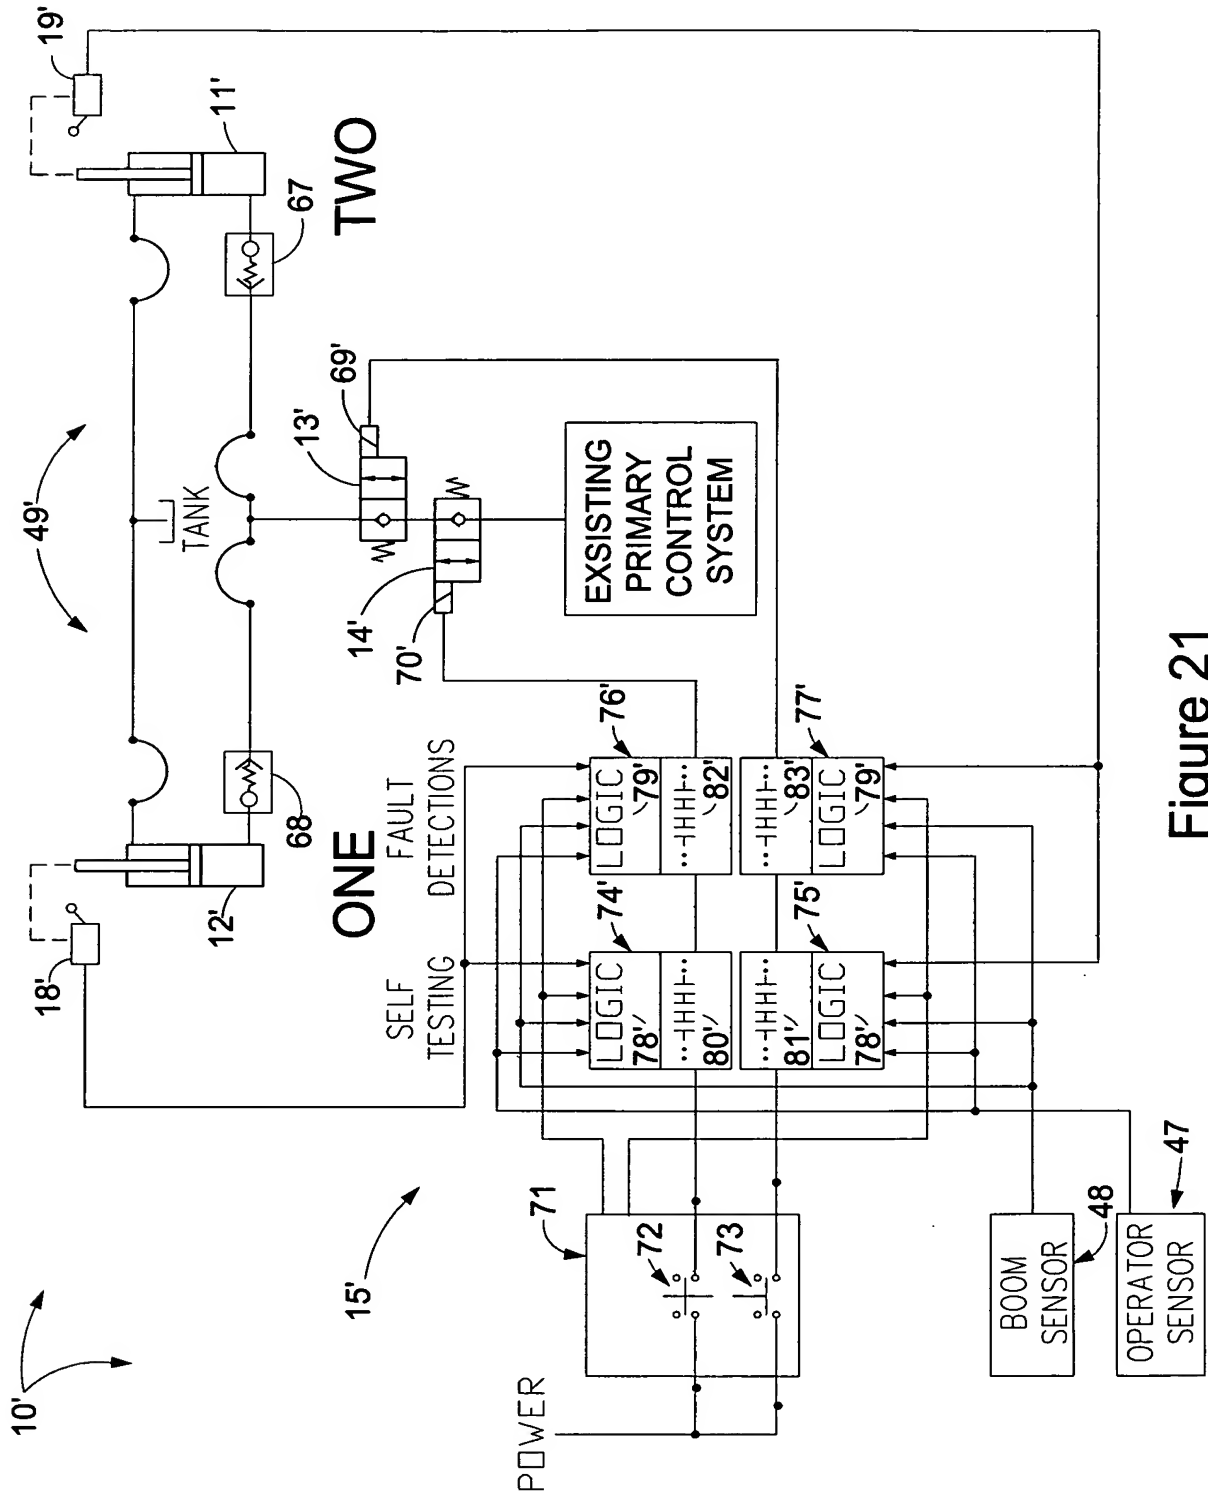 10'
49'
19'
18'
12'
11'
68
67
ONE
TWO
TANK
13'
69'
14'
70'
EXSISTING
PRIMARY
CONTROL
SYSTEM
15'
SELF
TESTING
FAULT
DETECTIONS
POWER
71
72
73
74'
LOGIC
78'
80'
76'
LOGIC
79'
82'
75'
81'
LOGIC
78'
77'
83'
LOGIC
79'
BOOM
SENSOR
48
OPERATOR
SENSOR
47
Figure 21